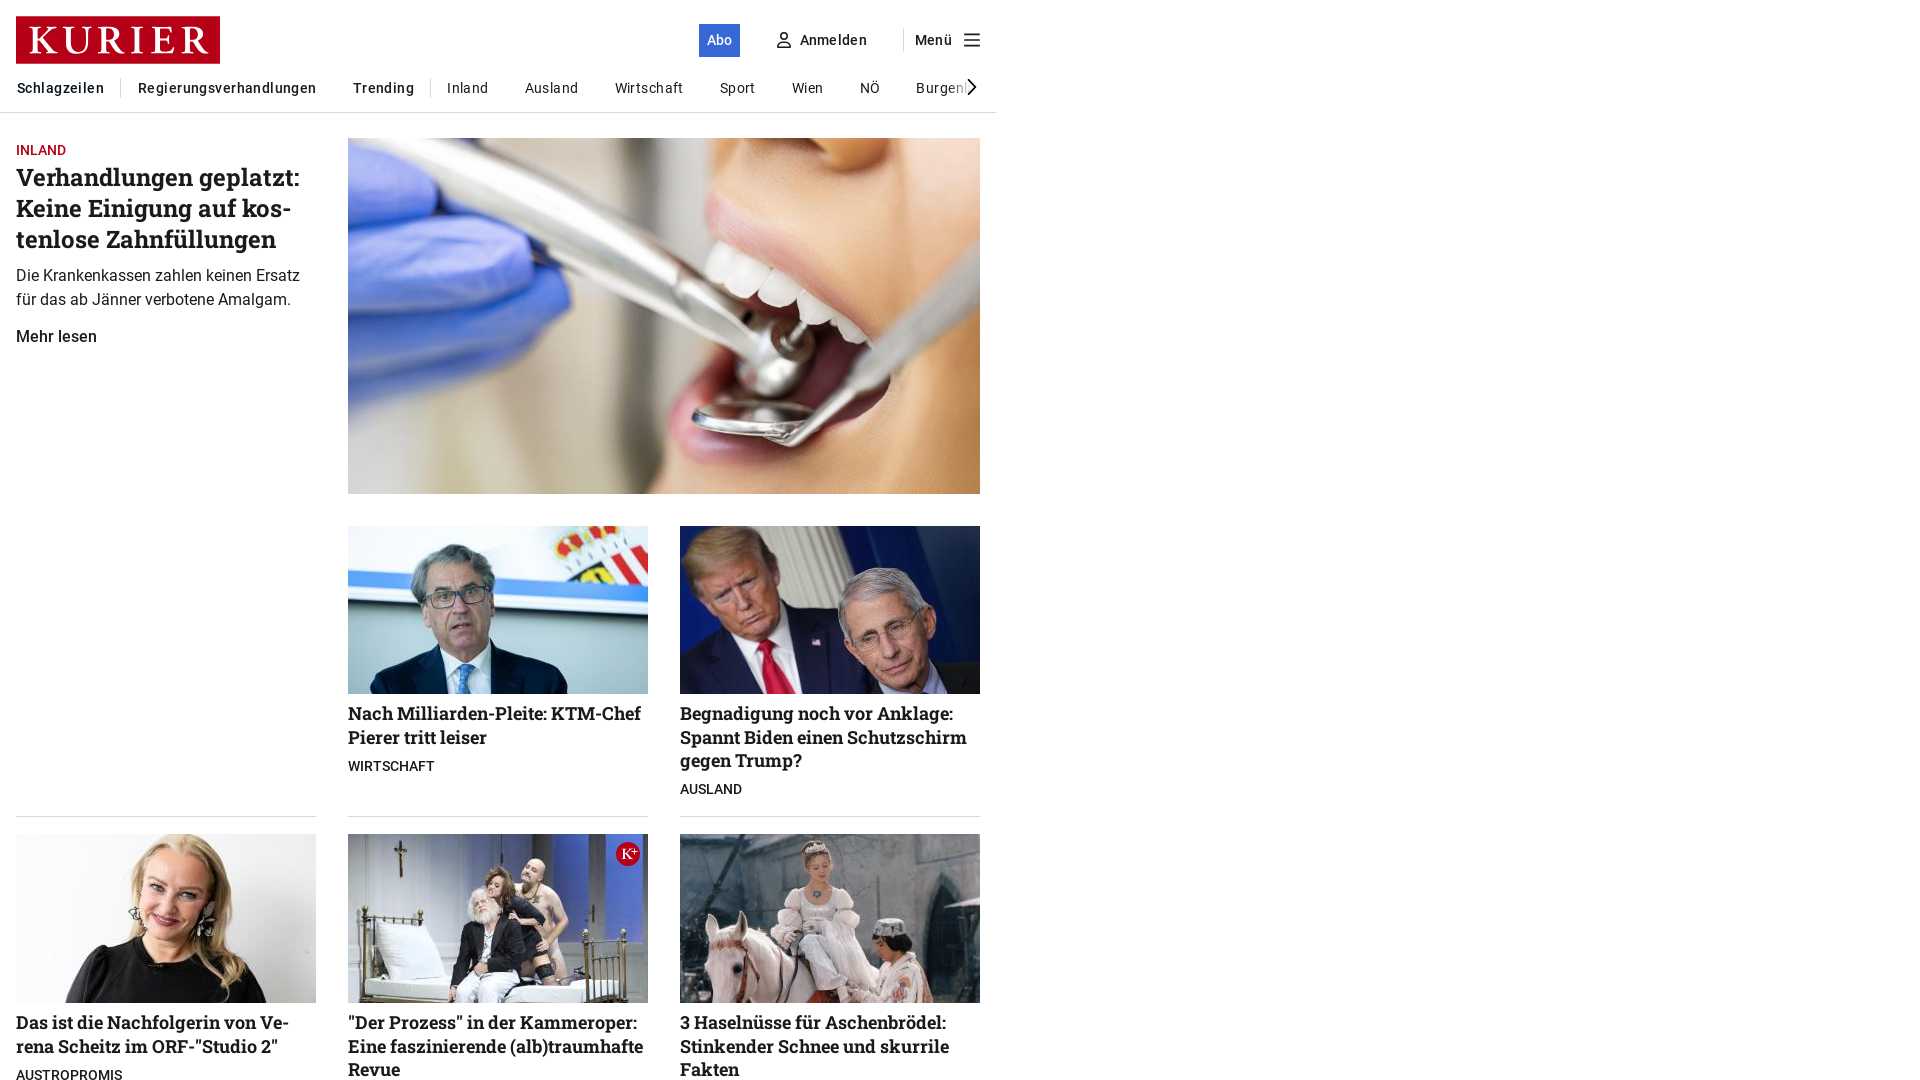 KURIER
Abo
Anmelden
Menü
Schlagzeilen
Regierungsverhandlungen
Trending
Inland
Ausland
Wirtschaft
Sport
Wien
NÖ
INLAND
Verhandlungen geplatzt:
Keine Einigung auf kos-
tenlose Zahnfüllungen
Die Krankenkassen zahlen keinen Ersatz
für das ab Jänner verbotene Amalgam.
Mehr lesen
Nach Milliarden-Pleite: KTM-Chef
Pierer tritt leiser
WIRTSCHAFT
Begnadigung noch vor Anklage:
Spannt Biden einen Schutzschirm
gegen Trump?
AUSLAND
K+
Das ist die Nachfolgerin von Ve-
rena Scheitz im ORF-"Studio 2"
AUSTROPROMIS
"Der Prozess" in der Kammeroper:
Eine faszinierende (alb)traumhafte
Revue
3 Haselnüsse für Aschenbrödel:
Stinkender Schnee und skurrile
Fakten